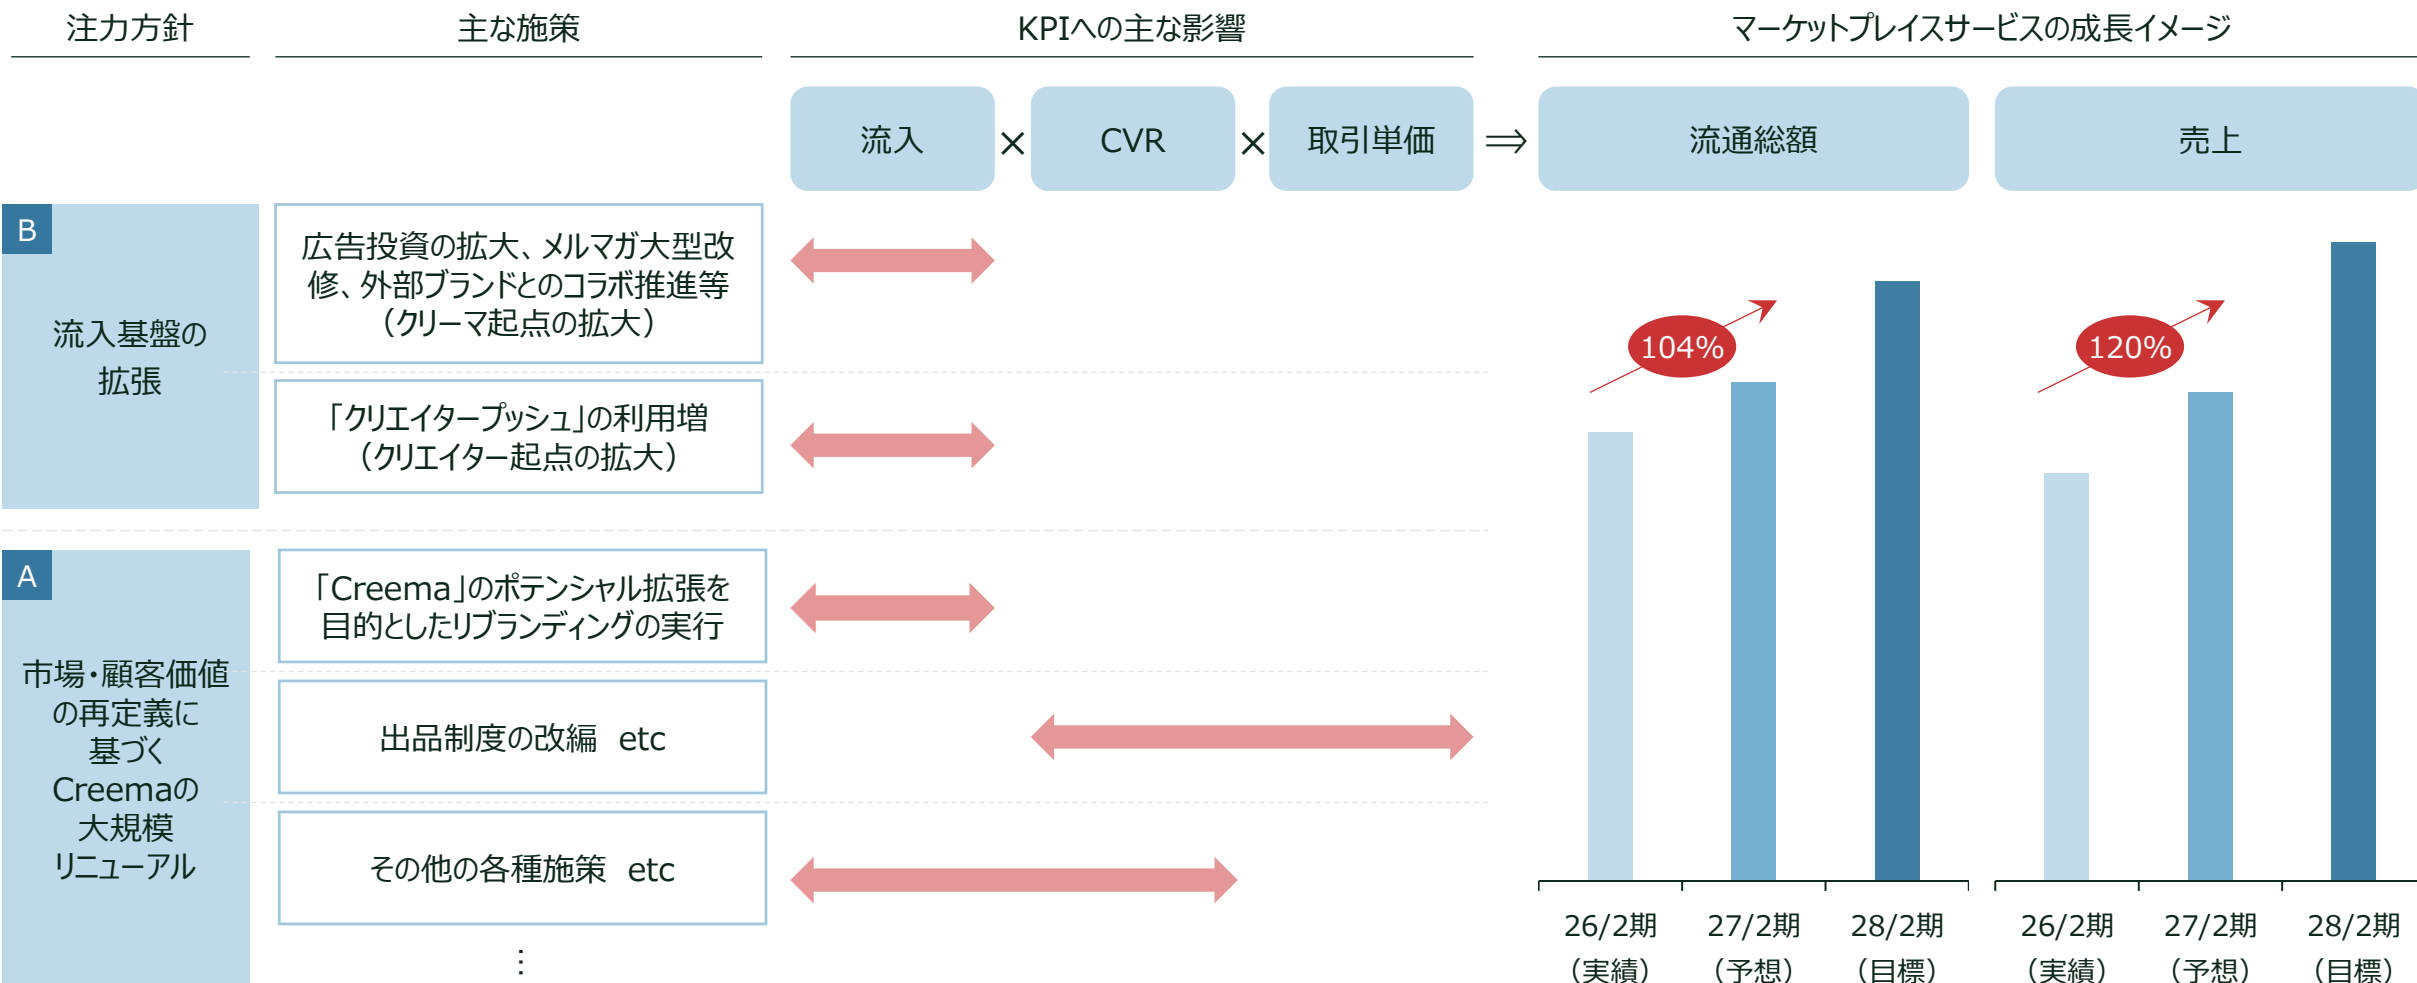 注力方針
主な施策
KPIへの主な影響
マーケットプレイスサービスの成長イメージ
流入
×
CVR
×
取引単価
⇒
流通総額
売上
B
流入基盤の
拡張
広告投資の拡大、メルマガ大型改
修、外部ブランドとのコラボ推進等
（クリーマ起点の拡大）
「クリエイタープッシュ」の利用増
（クリエイター起点の拡大）
A
市場・顧客価値
の再定義に
基づく
Creemaの
大規模
リニューアル
「Creema」のポテンシャル拡張を
目的としたリブランディングの実行
出品制度の改編 etc
その他の各種施策 etc
⋮
104%
26/2期
（実績）
27/2期
（予想）
28/2期
（目標）
120%
26/2期
（実績）
27/2期
（予想）
28/2期
（目標）